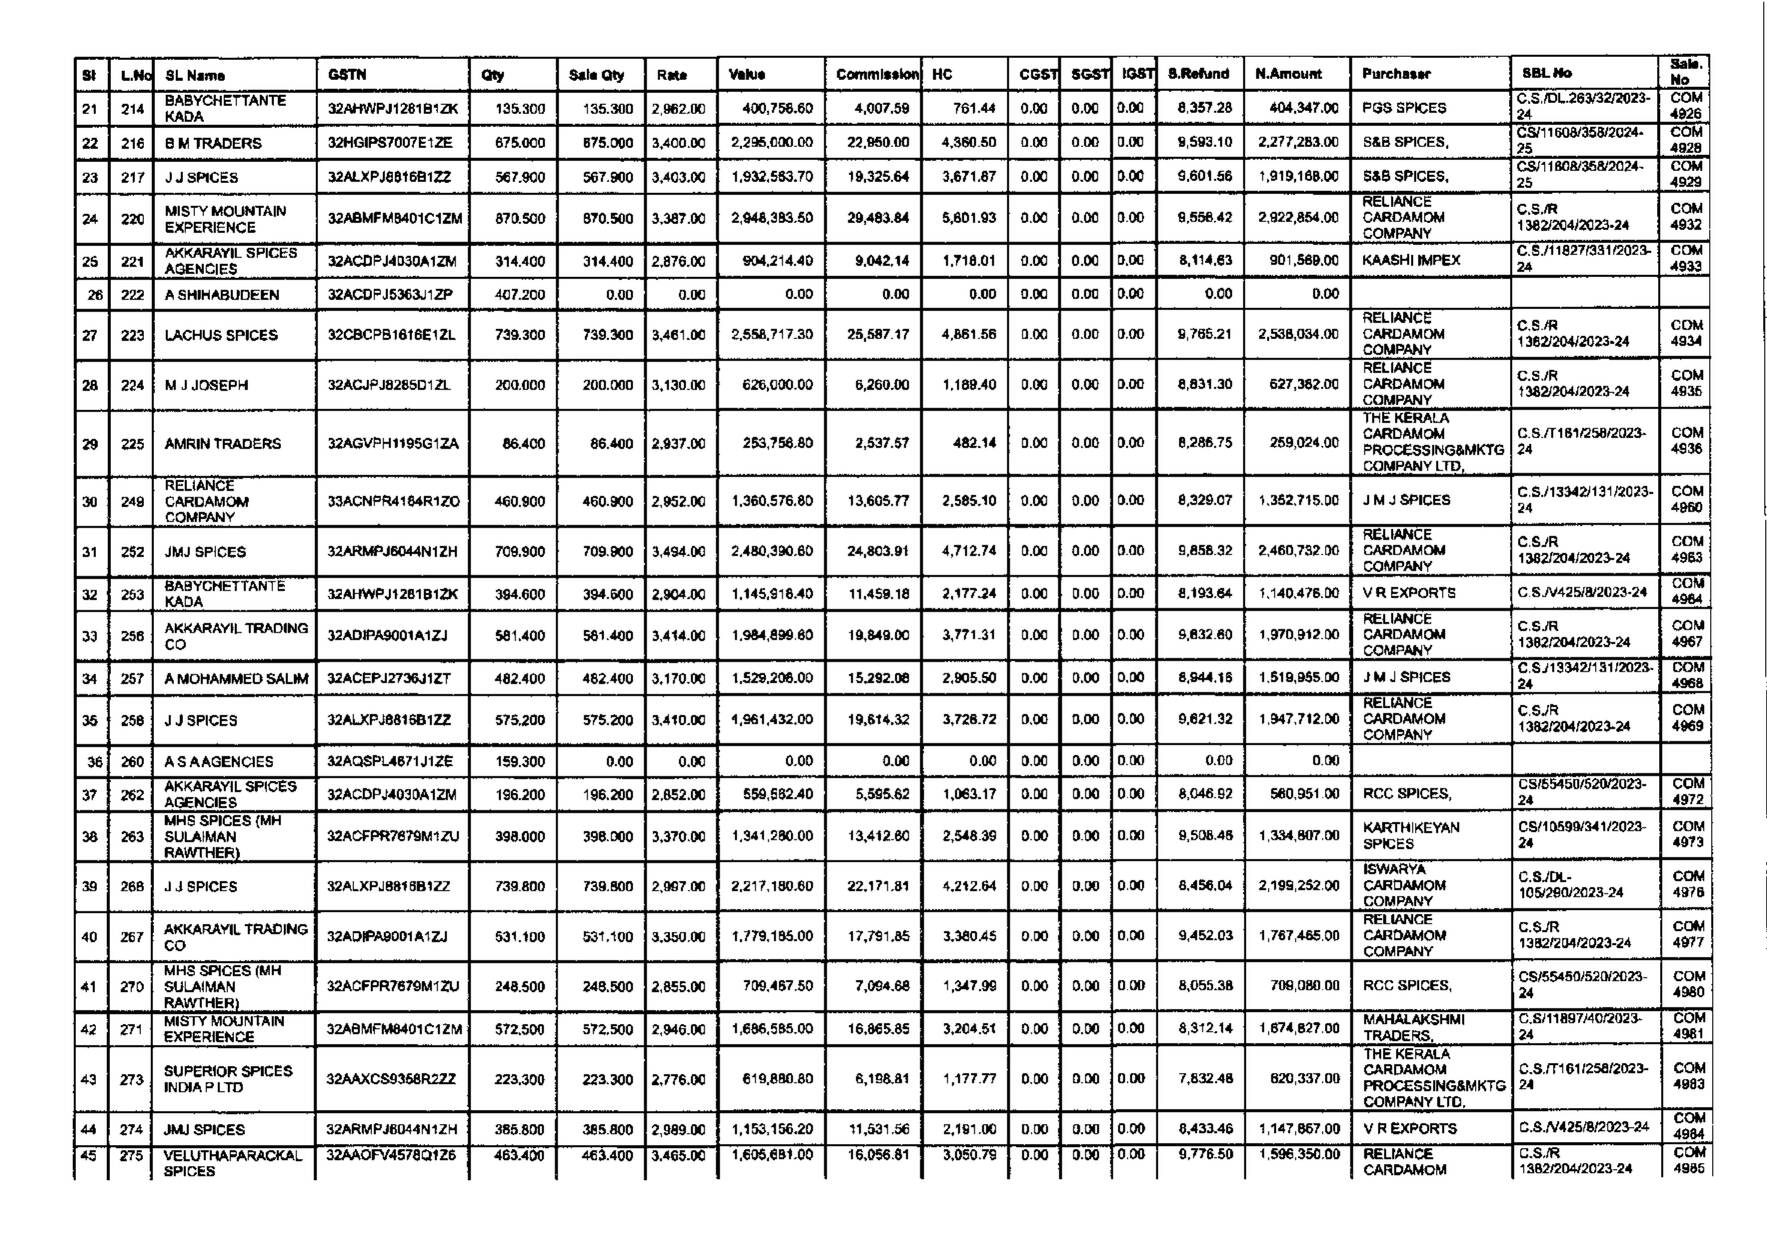 Sl L.No SL Name GSTN Qty Sale Qty Rate Value Commission HC CGST SGST IGST S.Refund N.Amount Purchaser SBL No Sale. No
21 214 BABYCHETTANTE KADA 32AHWPJ1281B1ZK 135.300 135.300 2,962.00 400,758.60 4,007.59 761.44 0.00 0.00 0.00 8,357.28 404,347.00 PGS SPICES C.S./DL.263/32/2023-24 COM 4926
22 216 B M TRADERS 32HGIPS7007E1ZE 675.000 675.000 3,400.00 2,295,000.00 22,950.00 4,360.50 0.00 0.00 0.00 9,593.10 2,277,283.00 S&B SPICES, CS/11608/358/2024-25 COM 4928
23 217 J J SPICES 32ALXPJ8816B1ZZ 567.900 567.900 3,403.00 1,932,563.70 19,325.64 3,671.87 0.00 0.00 0.00 9,601.56 1,919,168.00 S&B SPICES, CS/11608/358/2024-25 COM 4929
24 220 MISTY MOUNTAIN EXPERIENCE 32ABMFM8401C1ZM 870.500 870.500 3,387.00 2,948,383.50 29,483.84 5,601.93 0.00 0.00 0.00 9,556.42 2,922,854.00 RELIANCE CARDAMOM COMPANY C.S./R 1382/204/2023-24 COM 4932
25 221 AKKARAYIL SPICES AGENCIES 32ACDPJ4030A1ZM 314.400 314.400 2,876.00 904,214.40 9,042.14 1,718.01 0.00 0.00 0.00 8,114.63 901,569.00 KAASHI IMPEX C.S./11827/331/2023-24 COM 4933
26 222 A SHIHABUDEEN 32ACDPJ5363J1ZP 407.200 0.00 0.00 0.00 0.00 0.00 0.00 0.00 0.00 0.00 0.00
27 223 LACHUS SPICES 32CBCPB1616E1ZL 739.300 739.300 3,461.00 2,558,717.30 25,587.17 4,861.56 0.00 0.00 0.00 9,765.21 2,538,034.00 RELIANCE CARDAMOM COMPANY C.S./R 1382/204/2023-24 COM 4934
28 224 M J JOSEPH 32ACJPJ8285D1ZL 200.000 200.000 3,130.00 626,000.00 6,260.00 1,189.40 0.00 0.00 0.00 8,831.30 627,382.00 RELIANCE CARDAMOM COMPANY C.S./R 1382/204/2023-24 COM 4935
29 225 AMRIN TRADERS 32AGVPH1195G1ZA 86.400 86.400 2,937.00 253,756.80 2,537.57 482.14 0.00 0.00 0.00 8,286.75 259,024.00 THE KERALA CARDAMOM PROCESSING&MKTG COMPANY LTD, C.S./T161/258/2023-24 COM 4936
30 249 RELIANCE CARDAMOM COMPANY 33ACNPR4164R1ZO 460.900 460.900 2,952.00 1,360,576.80 13,605.77 2,585.10 0.00 0.00 0.00 8,329.07 1,352,715.00 J M J SPICES C.S./13342/131/2023-24 COM 4960
31 252 JMJ SPICES 32ARMPJ6044N1ZH 709.900 709.900 3,494.00 2,480,390.60 24,803.91 4,712.74 0.00 0.00 0.00 9,858.32 2,460,732.00 RELIANCE CARDAMOM COMPANY C.S./R 1382/204/2023-24 COM 4963
32 253 BABYCHETTANTE KADA 32AHWPJ1281B1ZK 394.600 394.600 2,904.00 1,145,918.40 11,459.18 2,177.24 0.00 0.00 0.00 8,193.64 1,140,476.00 V R EXPORTS C.S./V425/8/2023-24 COM 4964
33 256 AKKARAYIL TRADING CO 32ADIPA9001A1ZJ 581.400 581.400 3,414.00 1,984,899.60 19,849.00 3,771.31 0.00 0.00 0.00 9,632.60 1,970,912.00 RELIANCE CARDAMOM COMPANY C.S./R 1382/204/2023-24 COM 4967
34 257 A MOHAMMED SALIM 32ACEPJ2736J1ZT 482.400 482.400 3,170.00 1,529,208.00 15,292.08 2,905.50 0.00 0.00 0.00 8,944.16 1,519,955.00 J M J SPICES C.S./13342/131/2023-24 COM 4968
35 258 J J SPICES 32ALXPJ8816B1ZZ 575.200 575.200 3,410.00 1,961,432.00 19,614.32 3,726.72 0.00 0.00 0.00 9,621.32 1,947,712.00 RELIANCE CARDAMOM COMPANY C.S./R 1382/204/2023-24 COM 4969
36 260 A S A AGENCIES 32AQSPL4671J1ZE 159.300 0.00 0.00 0.00 0.00 0.00 0.00 0.00 0.00 0.00 0.00
37 262 AKKARAYIL SPICES AGENCIES 32ACDPJ4030A1ZM 196.200 196.200 2,852.00 559,562.40 5,595.62 1,063.17 0.00 0.00 0.00 8,046.92 560,951.00 RCC SPICES, CS/55450/520/2023-24 COM 4972
38 263 MHS SPICES (MH SULAIMAN RAWTHER) 32ACFPR7679M1ZU 398.000 398.000 3,370.00 1,341,260.00 13,412.60 2,548.39 0.00 0.00 0.00 9,508.46 1,334,807.00 KARTHIKEYAN SPICES CS/10599/341/2023-24 COM 4973
39 266 J J SPICES 32ALXPJ8816B1ZZ 739.800 739.800 2,997.00 2,217,180.60 22,171.81 4,212.64 0.00 0.00 0.00 8,456.04 2,199,252.00 ISWARYA CARDAMOM COMPANY C.S./DL-105/290/2023-24 COM 4976
40 267 AKKARAYIL TRADING CO 32ADIPA9001A1ZJ 531.100 531.100 3,350.00 1,779,185.00 17,791.85 3,380.45 0.00 0.00 0.00 9,452.03 1,767,465.00 RELIANCE CARDAMOM COMPANY C.S./R 1382/204/2023-24 COM 4977
41 270 MHS SPICES (MH SULAIMAN RAWTHER) 32ACFPR7679M1ZU 248.500 248.500 2,855.00 709,467.50 7,094.68 1,347.99 0.00 0.00 0.00 8,055.38 709,080.00 RCC SPICES, CS/55450/520/2023-24 COM 4980
42 271 MISTY MOUNTAIN EXPERIENCE 32ABMFM8401C1ZM 572.500 572.500 2,946.00 1,686,585.00 16,865.85 3,204.51 0.00 0.00 0.00 8,312.14 1,674,827.00 MAHALAKSHMI TRADERS, C.S/11897/40/2023-24 COM 4981
43 273 SUPERIOR SPICES INDIA P LTD 32AAXCS9358R2ZZ 223.300 223.300 2,776.00 619,880.80 6,198.81 1,177.77 0.00 0.00 0.00 7,832.48 620,337.00 THE KERALA CARDAMOM PROCESSING&MKTG COMPANY LTD, C.S./T161/258/2023-24 COM 4983
44 274 JMJ SPICES 32ARMPJ6044N1ZH 385.800 385.800 2,989.00 1,153,156.20 11,531.56 2,191.00 0.00 0.00 0.00 8,433.46 1,147,867.00 V R EXPORTS C.S./V425/8/2023-24 COM 4984
45 275 VELUTHAPARACKAL SPICES 32AAOFV4578Q1Z6 463.400 463.400 3,465.00 1,605,681.00 16,056.81 3,050.79 0.00 0.00 0.00 9,776.50 1,596,350.00 RELIANCE CARDAMOM C.S./R 1382/204/2023-24 COM 4985